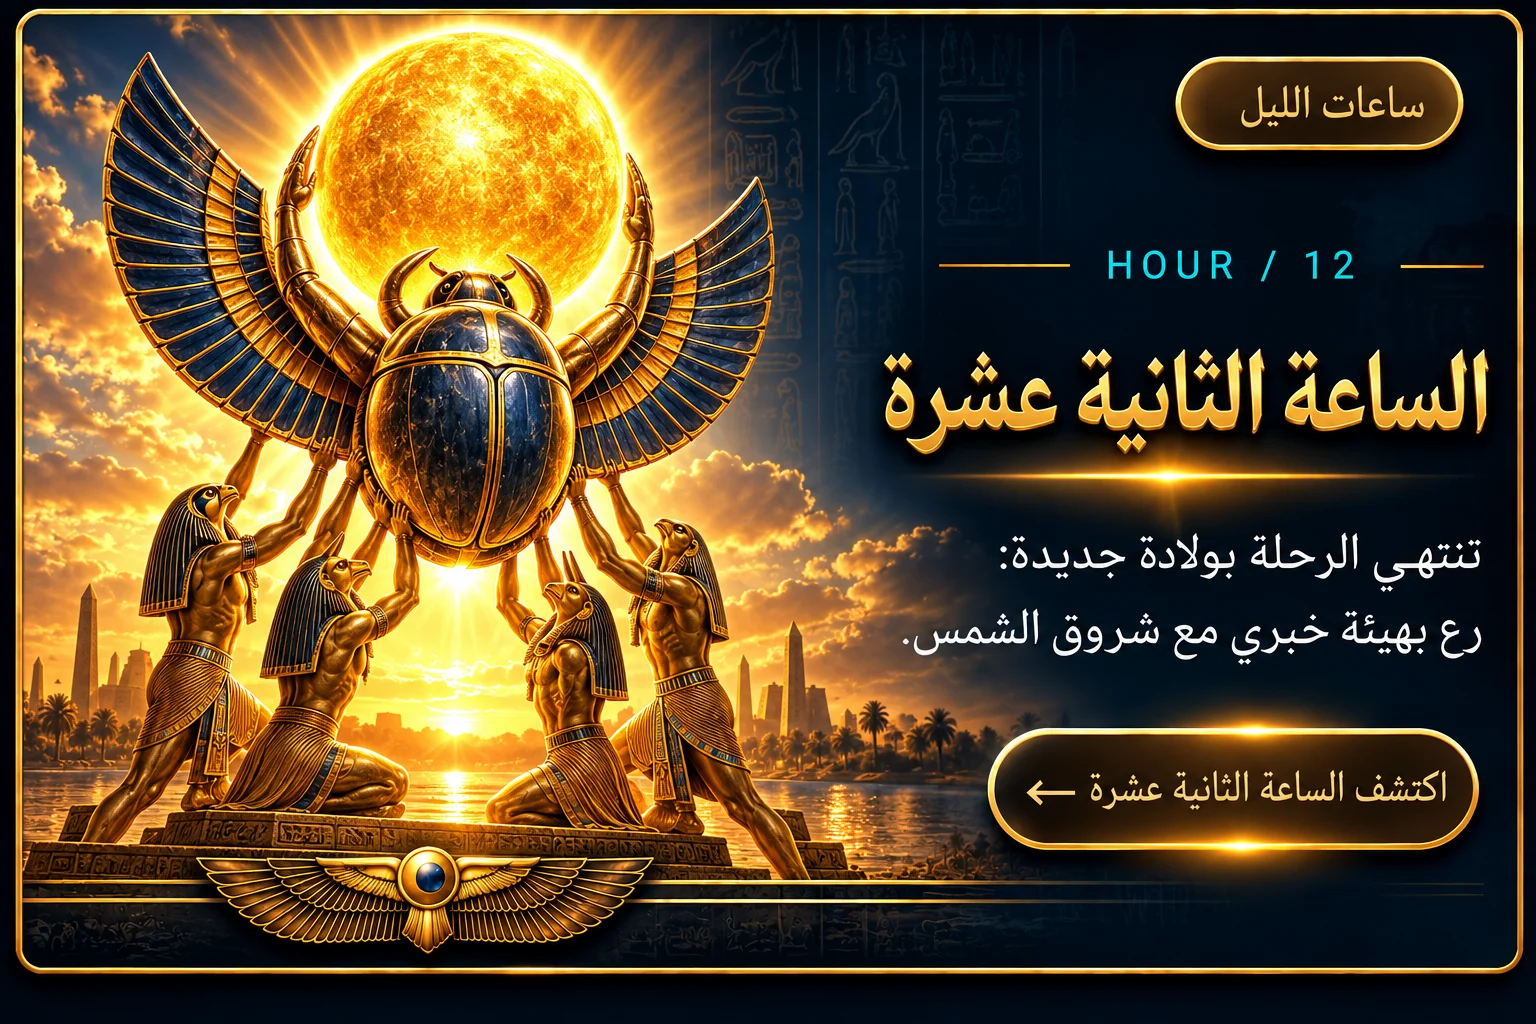 ساعات الليل
HOUR / 12
الساعة الثانية عشرة
تنتهي الرحلة بولادة جديدة:
رع بهيئة خبري مع شروق الشمس.
اكتشف الساعة الثانية عشرة ←